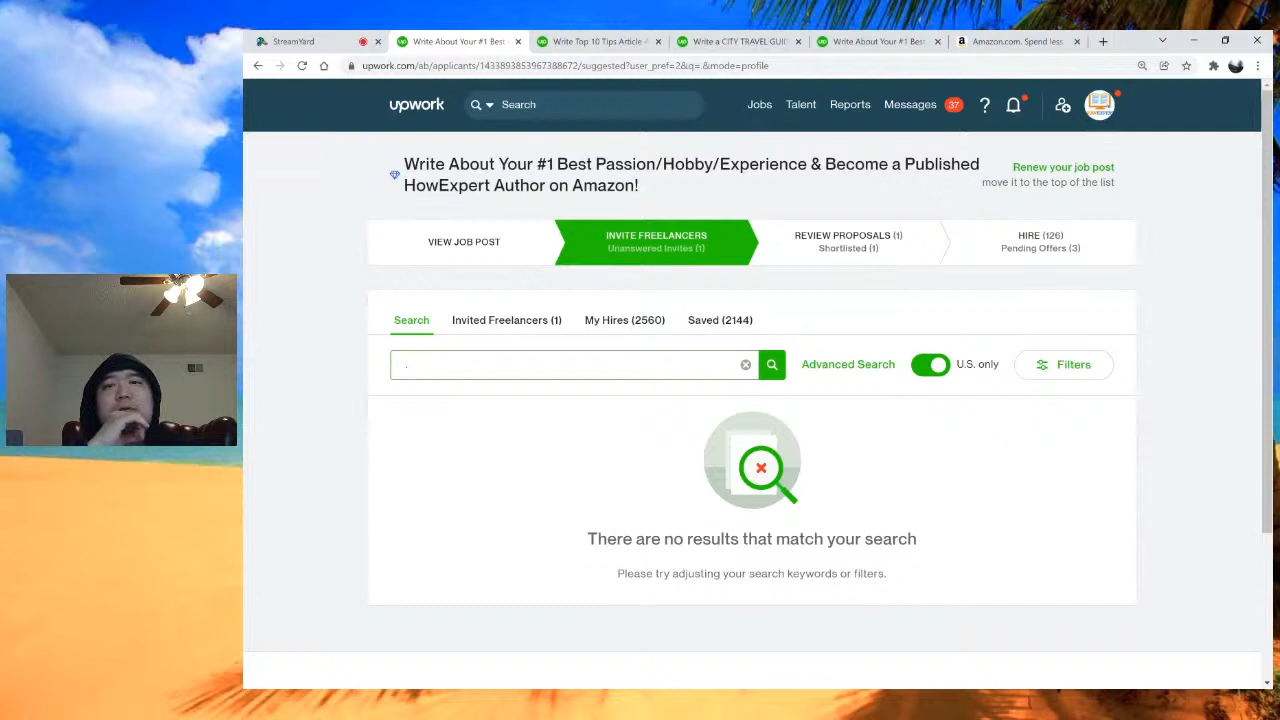 StreamYard
Write About Your #1 Best
Write Top 10 Tips Article
Write a CITY TRAVEL GUID
Write About Your #1 Bes
Amazon.com. Spend less
upwork.com/ab/applicants/1433893853967388672/suggested?user_pref=2&q=.&mode=profile
upwork
Search
Jobs
Talent
Reports
Messages
37
?
Write About Your #1 Best Passion/Hobby/Experience & Become a Published
HowExpert Author on Amazon!
Renew your job post
move it to the top of the list
VIEW JOB POST
INVITE FREELANCERS
Unanswered Invites (1)
REVIEW PROPOSALS (1)
Shortlisted (1)
HIRE (126)
Pending Offers (3)
Search
Invited Freelancers (1)
My Hires (2560)
Saved (2144)
.
Advanced Search
U.S. only
Filters
There are no results that match your search
Please try adjusting your search keywords or filters.